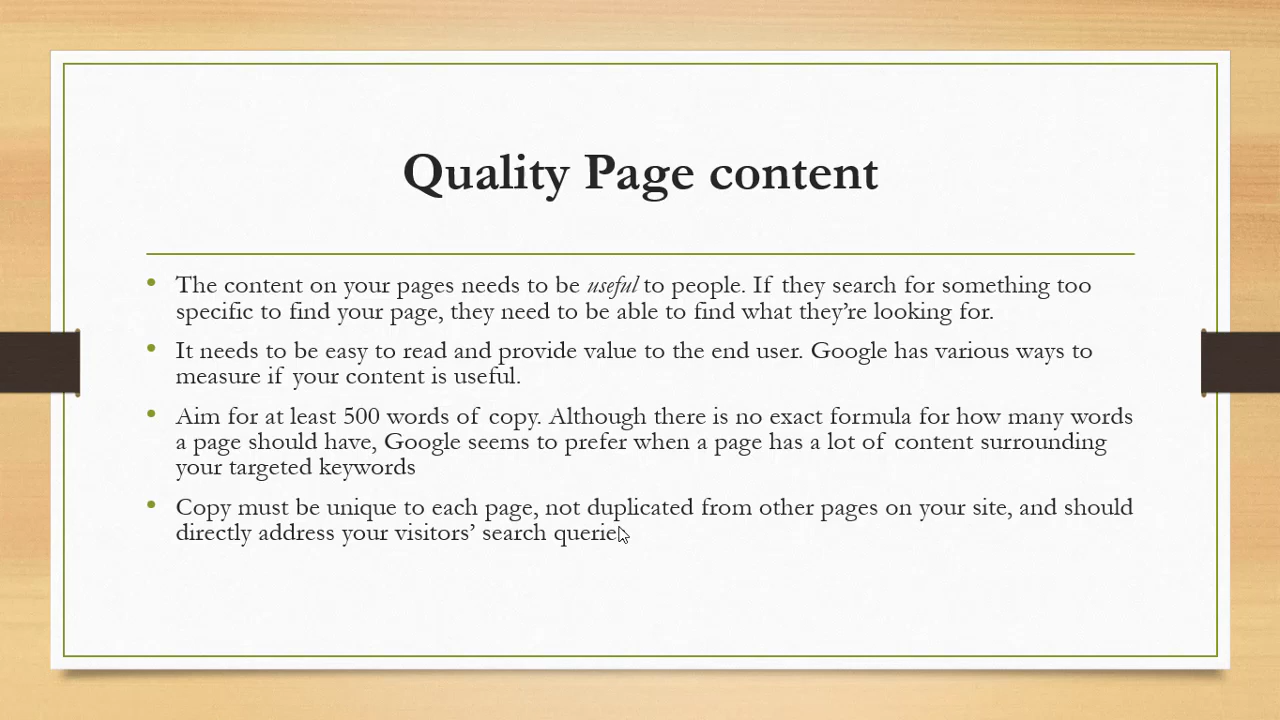 Quality Page content
• The content on your pages needs to be useful to people. If they search for something too
specific to find your page, they need to be able to find what they’re looking for.
• It needs to be easy to read and provide value to the end user. Google has various ways to
measure if your content is useful.
• Aim for at least 500 words of copy. Although there is no exact formula for how many words
a page should have, Google seems to prefer when a page has a lot of content surrounding
your targeted keywords
• Copy must be unique to each page, not duplicated from other pages on your site, and should
directly address your visitors’ search querie